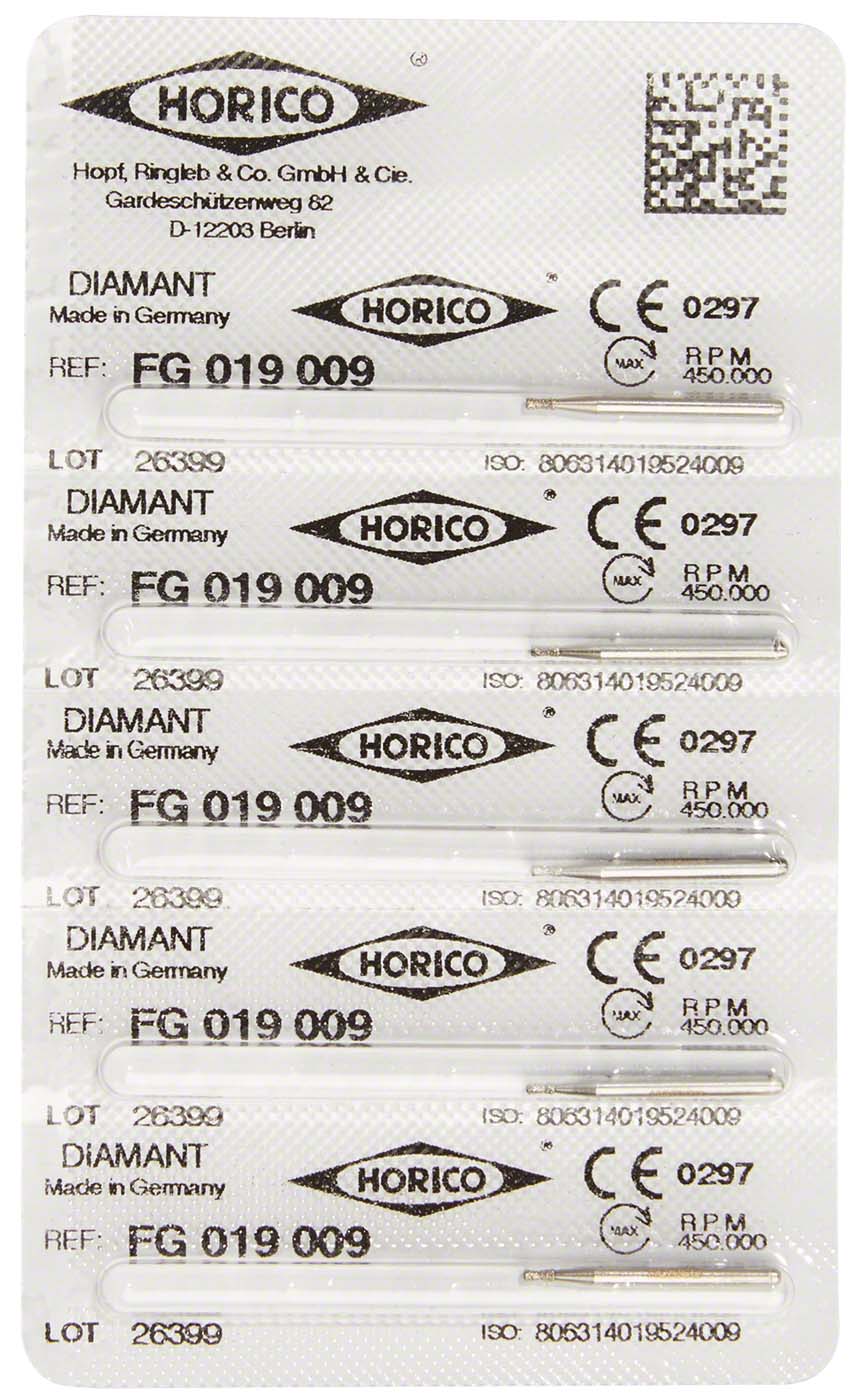 HORICO ®
Hopf, Ringleb & Co. GmbH & Cie.
Gardeschützenweg 82
D-12203 Berlin
DIAMANT
Made in Germany
HORICO ®
CE 0297
REF: FG 019 009
MAX
RPM
450.000
LOT 26399
ISO: 806314019524009
DIAMANT
Made in Germany
HORICO ®
CE 0297
REF: FG 019 009
MAX
RPM
450.000
LOT 26399
ISO: 806314019524009
DIAMANT
Made in Germany
HORICO ®
CE 0297
REF: FG 019 009
MAX
RPM
450.000
LOT 26399
ISO: 806314019524009
DIAMANT
Made in Germany
HORICO ®
CE 0297
REF: FG 019 009
MAX
RPM
450.000
LOT 26399
ISO: 806314019524009
DIAMANT
Made in Germany
HORICO ®
CE 0297
REF: FG 019 009
MAX
RPM
450.000
LOT 26399
ISO: 806314019524009